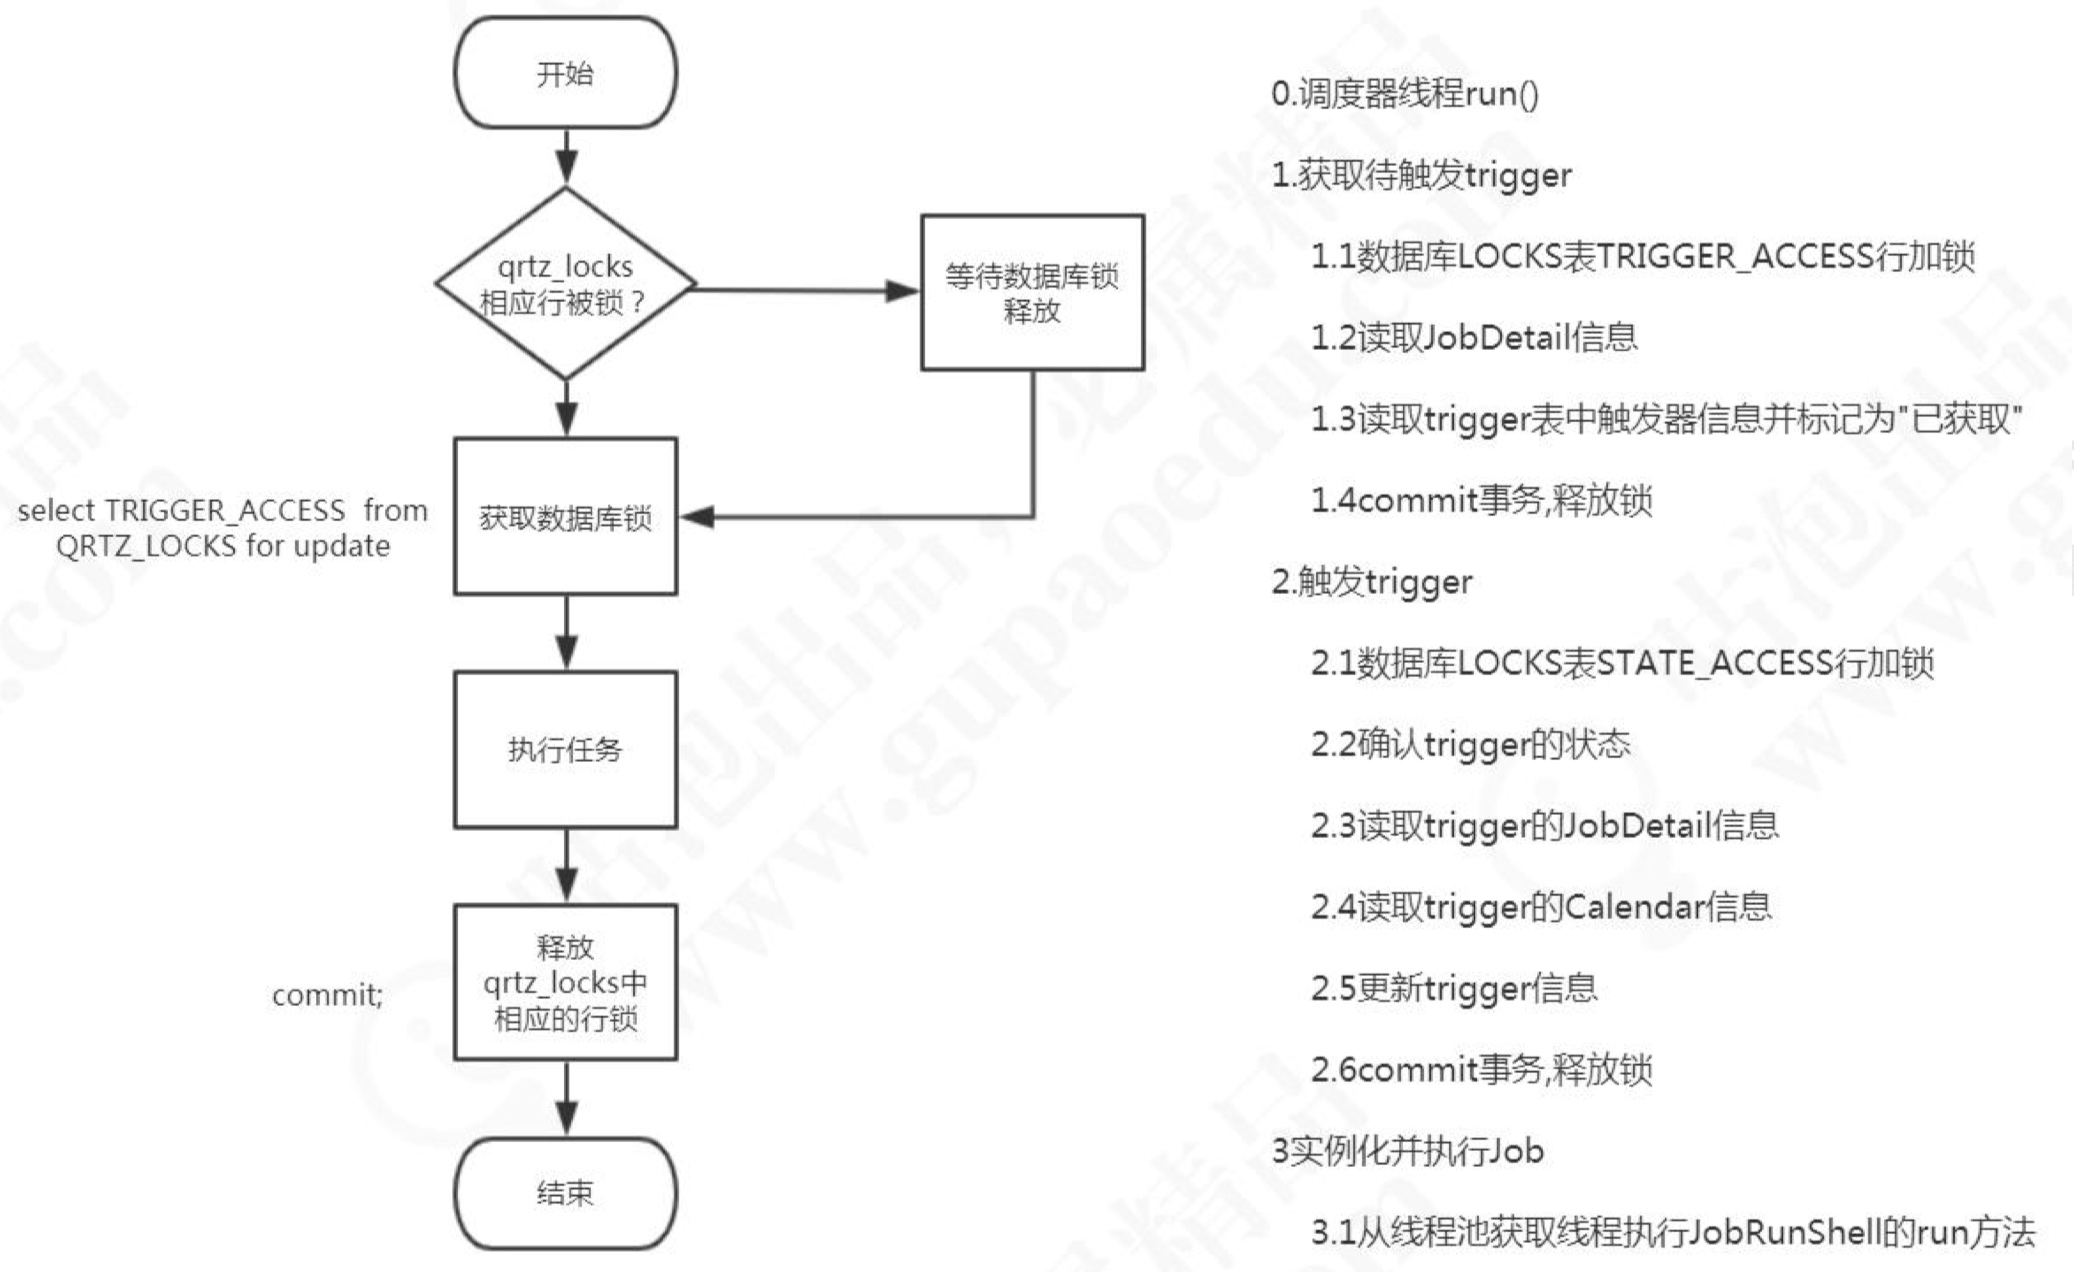 开始
qrtz_locks
相应行被锁？
等待数据库锁
释放
select TRIGGER_ACCESS from
QRTZ_LOCKS for update
获取数据库锁
执行任务
commit;
释放
qrtz_locks中
相应的行锁
结束
0.调度器线程run()
1.获取待触发trigger
1.1数据库LOCKS表TRIGGER_ACCESS行加锁
1.2读取JobDetail信息
1.3读取trigger表中触发器信息并标记为"已获取"
1.4commit事务,释放锁
2.触发trigger
2.1数据库LOCKS表STATE_ACCESS行加锁
2.2确认trigger的状态
2.3读取trigger的JobDetail信息
2.4读取trigger的Calendar信息
2.5更新trigger信息
2.6commit事务,释放锁
3实例化并执行Job
3.1从线程池获取线程执行JobRunShell的run方法
咕泡出品,必属精品
www.gupaoedu.com